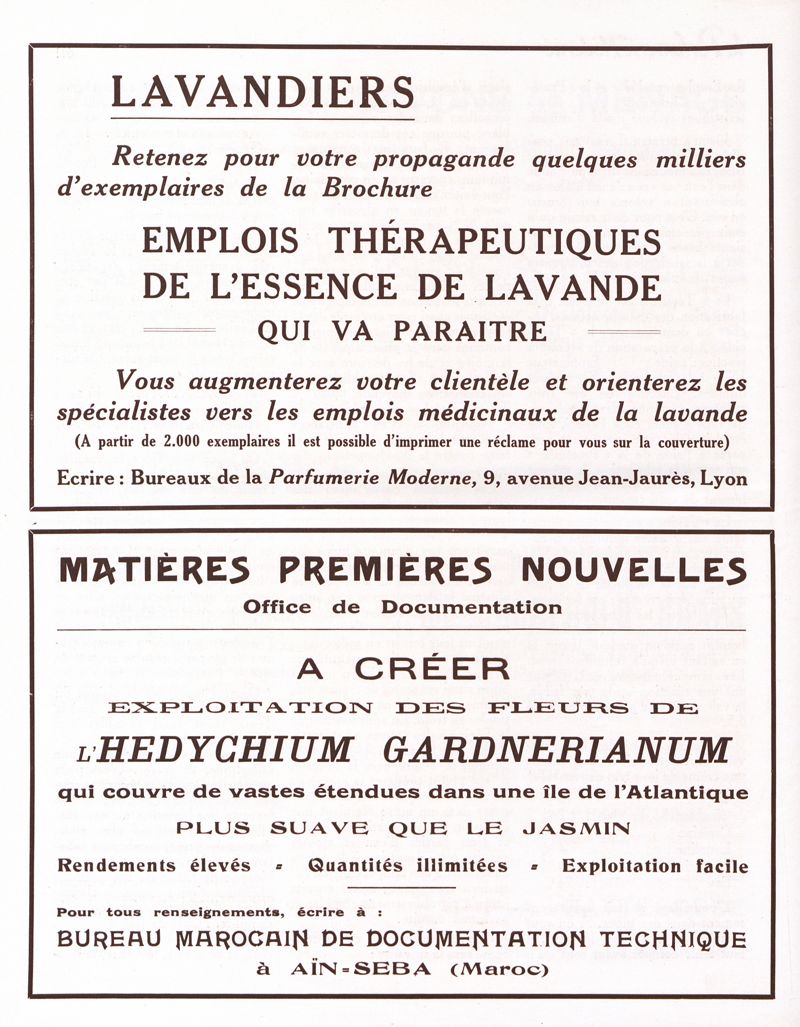 LAVANDIERS
Retenez pour votre propagande quelques milliers
d'exemplaires de la Brochure
EMPLOIS THÉRAPEUTIQUES
DE L'ESSENCE DE LAVANDE
QUI VA PARAITRE
Vous augmenterez votre clientèle et orienterez les
spécialistes vers les emplois médicinaux de la lavande
(A partir de 2.000 exemplaires il est possible d'imprimer une réclame pour vous sur la couverture)
Ecrire : Bureaux de la Parfumerie Moderne, 9, avenue Jean-Jaurès, Lyon
MATIÈRES PREMIÈRES NOUVELLES
Office de Documentation
A CRÉER
EXPLOITATION DES FLEURS DE
L'HEDYCHIUM GARDNERIANUM
qui couvre de vastes étendues dans une île de l'Atlantique
PLUS SUAVE QUE LE JASMIN
Rendements élevés - Quantités illimitées - Exploitation facile
Pour tous renseignements, écrire à :
BUREAU MAROCAIN DE DOCUMENTATION TECHNIQUE
à AÏN-SEBA (Maroc)